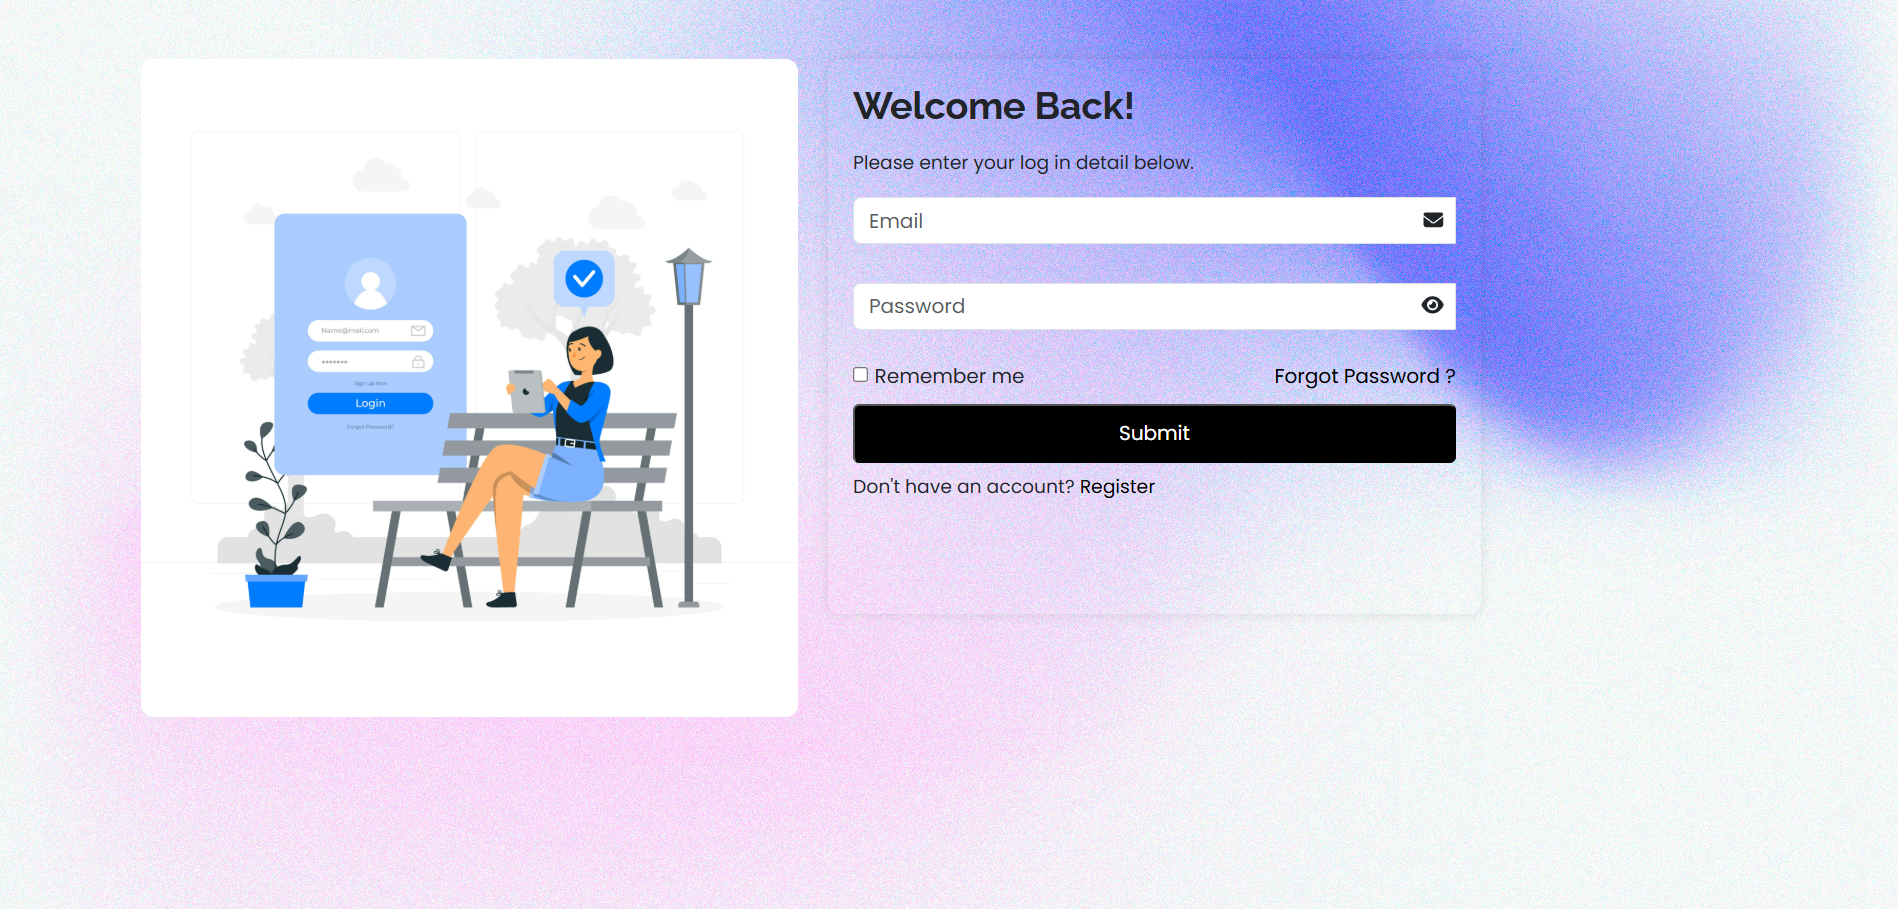 Name@mail.com
*******
Sign up now
Login
Forgot Password?
Welcome Back!
Please enter your log in detail below.
Email
Password
Remember me
Forgot Password ?
Submit
Don't have an account? Register